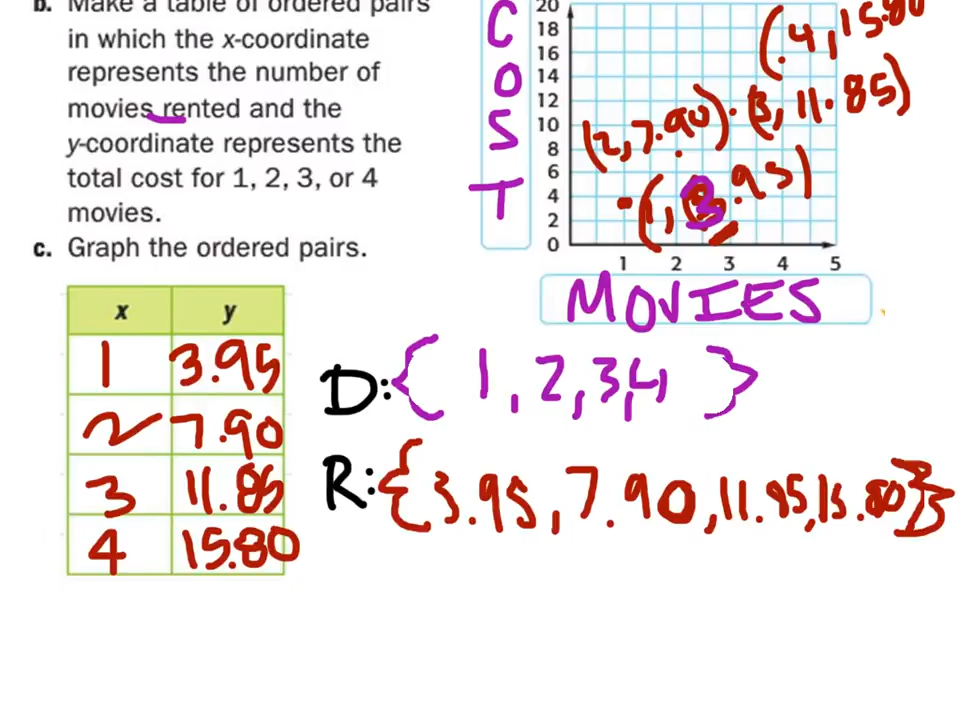 b. Make a table of ordered pairs
in which the x-coordinate
represents the number of
movies rented and the
y-coordinate represents the
total cost for 1, 2, 3, or 4
movies.
c. Graph the ordered pairs.
x y
1 3.95
2 7.90
3 11.85
4 15.80
COST
20
18
16
14
12
10
8
6
4
2
0
(4, 15.80
(3, 11.85)
(2, 7.90)
(1, 3.95)
1 2 3 4 5
MOVIES
D: { 1, 2, 3, 4 }
R: { 3.95, 7.90, 11.85, 15.80 }